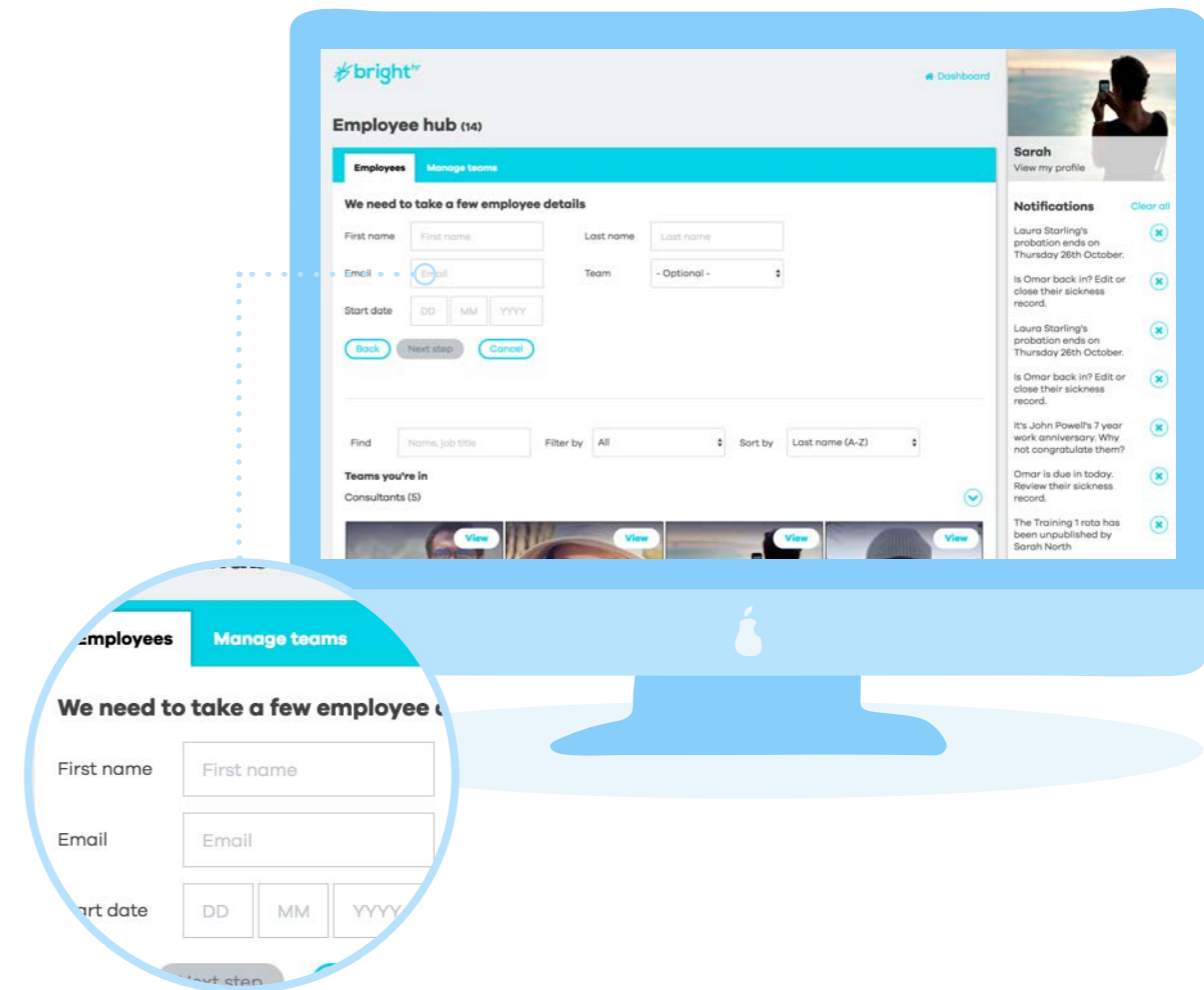 bright hr
Dashboard
Employee hub (14)
Employees Manage teams
We need to take a few employee details
First name First name Last name Last name
Email Email Team - Optional -
Start date DD MM YYYY
Back Next step Cancel
Find Name, job title Filter by All Sort by Last name (A-Z)
Teams you're in
Consultants (5)
View View View View
Sarah
View my profile
Notifications Clear all
Laura Starling's
probation ends on
Thursday 26th October.
Is Omar back in? Edit or
close their sickness
record.
Laura Starling's
probation ends on
Thursday 26th October.
Is Omar back in? Edit or
close their sickness
record.
It's John Powell's 7 year
work anniversary. Why
not congratulate them?
Omar is due in today.
Review their sickness
record.
The Training 1 rota has
been unpublished by
Sarah North
Employees Manage teams
We need to take a few employee
First name First name
Email Email
art date DD MM YYYY
Next step